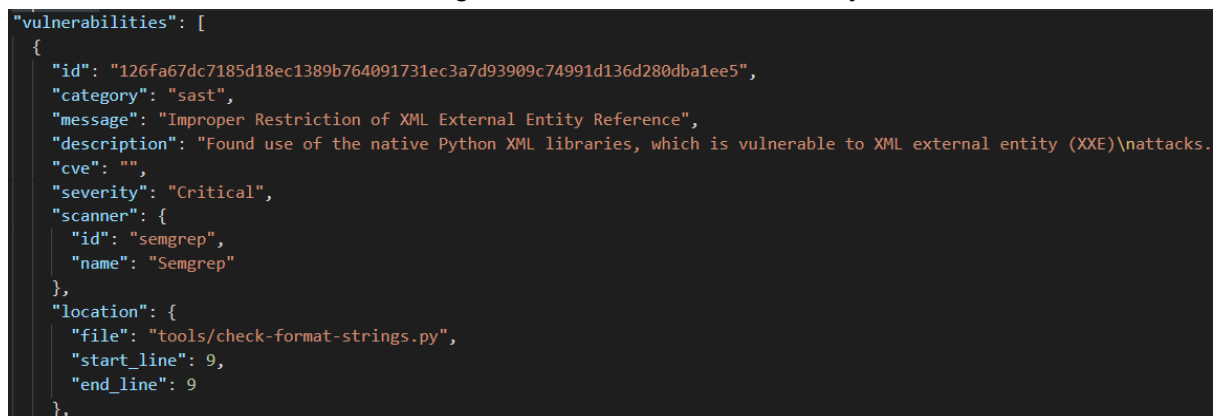 "vulnerabilities": [
{
"id": "126fa67dc7185d18ec1389b764091731ec3a7d93909c74991d136d280dba1ee5",
"category": "sast",
"message": "Improper Restriction of XML External Entity Reference",
"description": "Found use of the native Python XML libraries, which is vulnerable to XML external entity (XXE)\nattacks.
"cve": "",
"severity": "Critical",
"scanner": {
"id": "semgrep",
"name": "Semgrep"
},
"location": {
"file": "tools/check-format-strings.py",
"start_line": 9,
"end_line": 9
},